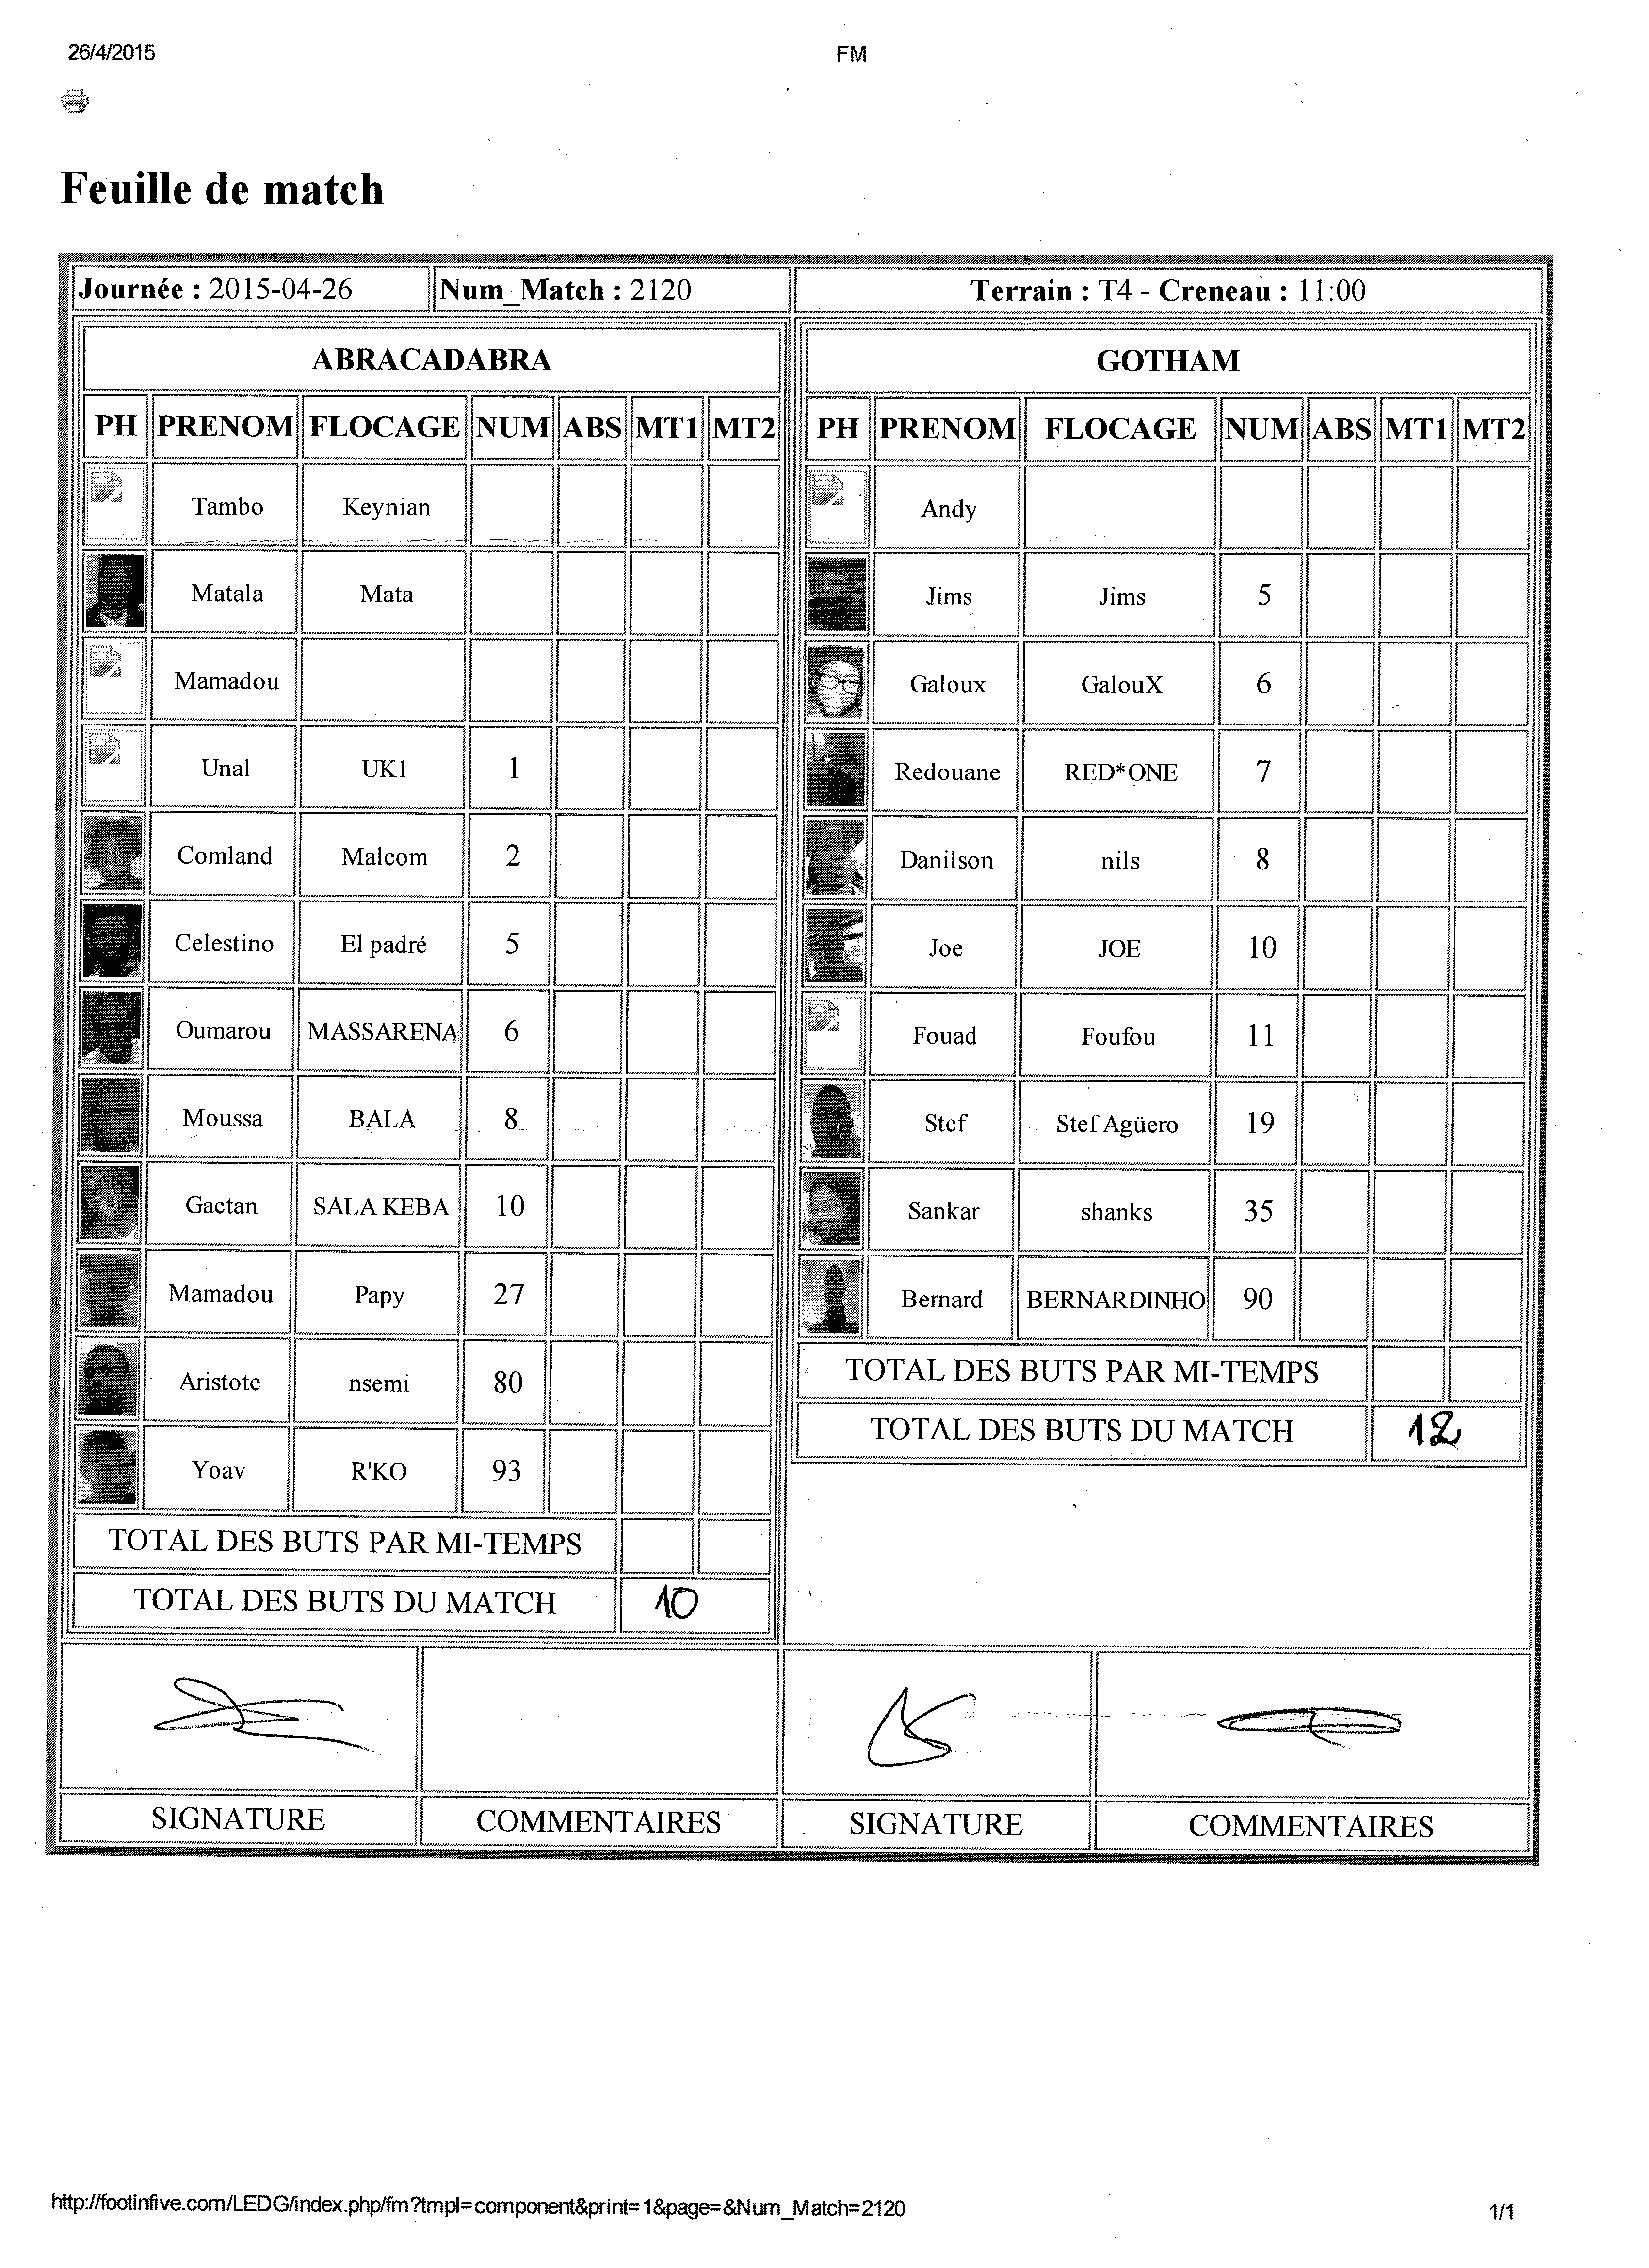 26/4/2015 FM
Feuille de match
Journée : 2015-04-26 Num_Match : 2120 Terrain : T4 - Creneau : 11:00
ABRACADABRA
PH PRENOM FLOCAGE NUM ABS MT1 MT2
Tambo Keynian
Matala Mata
Mamadou
Unal UK1 1
Comland Malcom 2
Celestino El padré 5
Oumarou MASSARENA 6
Moussa BALA 8
Gaetan SALA KEBA 10
Mamadou Papy 27
Aristote nsemi 80
Yoav R'KO 93
TOTAL DES BUTS PAR MI-TEMPS
TOTAL DES BUTS DU MATCH 10
GOTHAM
PH PRENOM FLOCAGE NUM ABS MT1 MT2
Andy
Jims Jims 5
Galoux GalouX 6
Redouane RED*ONE 7
Danilson nils 8
Joe JOE 10
Fouad Foufou 11
Stef Stef Agüero 19
Sankar shanks 35
Bernard BERNARDINHO 90
TOTAL DES BUTS PAR MI-TEMPS
TOTAL DES BUTS DU MATCH 12
SIGNATURE COMMENTAIRES SIGNATURE COMMENTAIRES
http://footinfive.com/LEDG/index.php/fm?tmpl=component&print=1&page=&Num_Match=2120 1/1